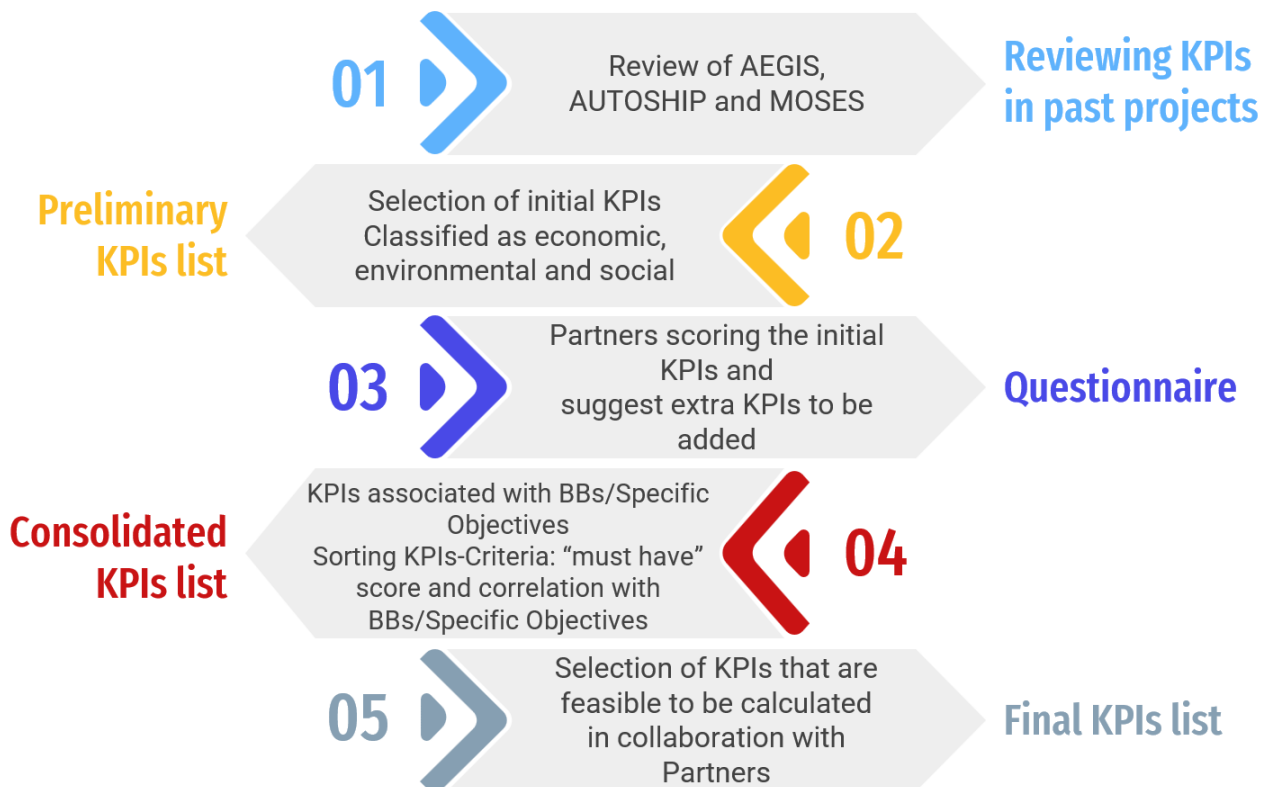 01
Review of AEGIS,
AUTOSHIP and MOSES
Reviewing KPIs
in past projects
Preliminary
KPIs list
Selection of initial KPIs
Classified as economic,
environmental and social
02
03
Partners scoring the initial
KPIs and
suggest extra KPIs to be
added
Questionnaire
Consolidated
KPIs list
KPIs associated with BBs/Specific
Objectives
Sorting KPIs-Criteria: “must have”
score and correlation with
BBs/Specific Objectives
04
05
Selection of KPIs that are
feasible to be calculated
in collaboration with
Partners
Final KPIs list